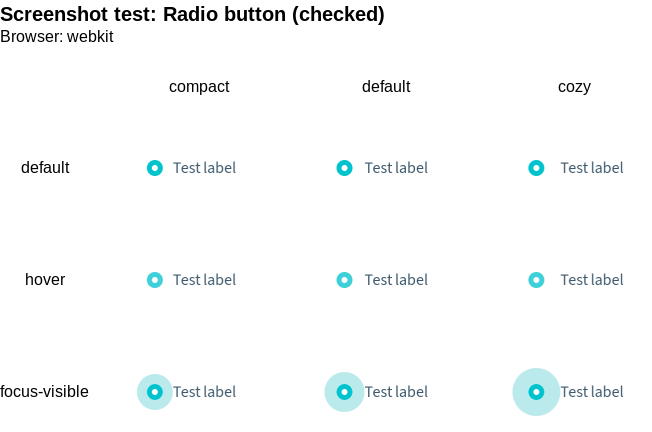 Screenshot test: Radio button (checked)
Browser: webkit
compact default cozy
default Test label Test label Test label
hover Test label Test label Test label
focus-visible Test label Test label Test label